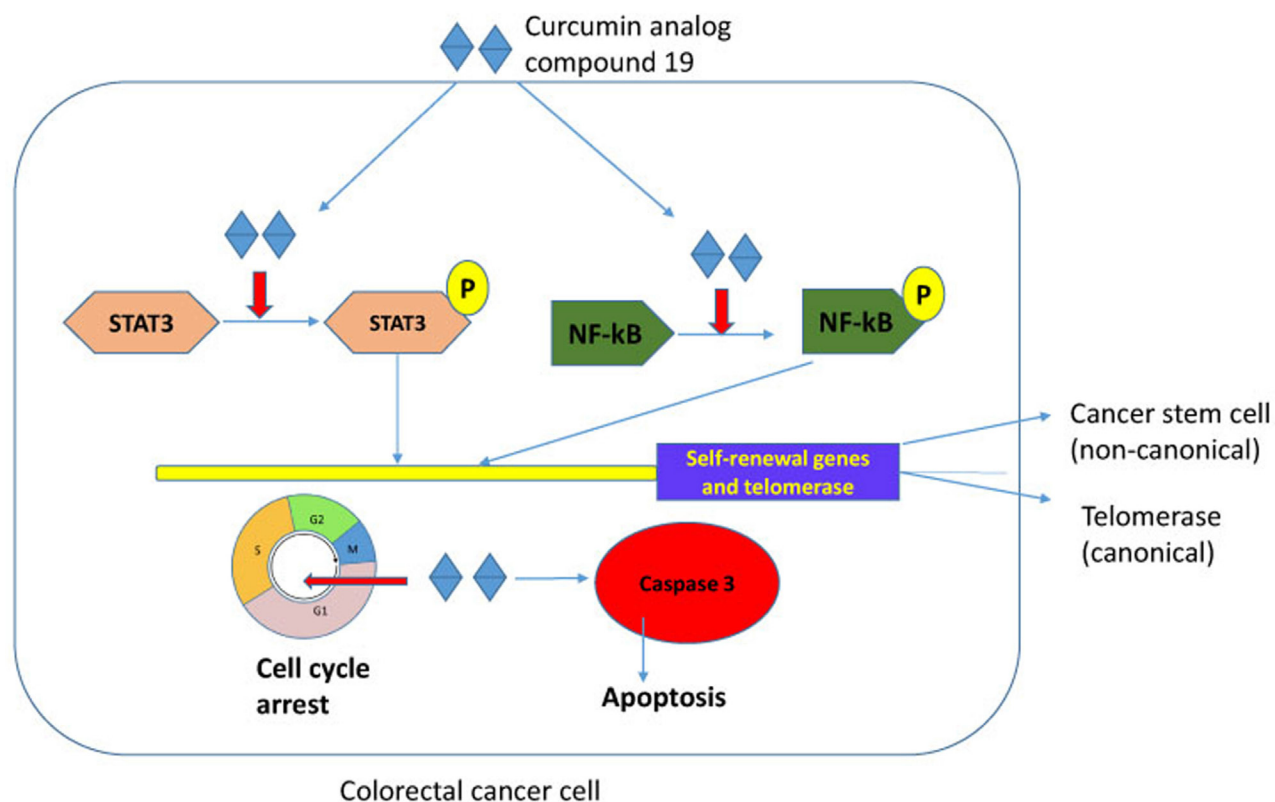 Curcumin analog
compound 19
P
STAT3
STAT3
P
NF-kB
NF-kB
Cancer stem cell
(non-canonical)
Self-renewal genes
and telomerase
Telomerase
(canonical)
G2
S
M
G1
Caspase 3
Cell cycle
arrest
Apoptosis
Colorectal cancer cell